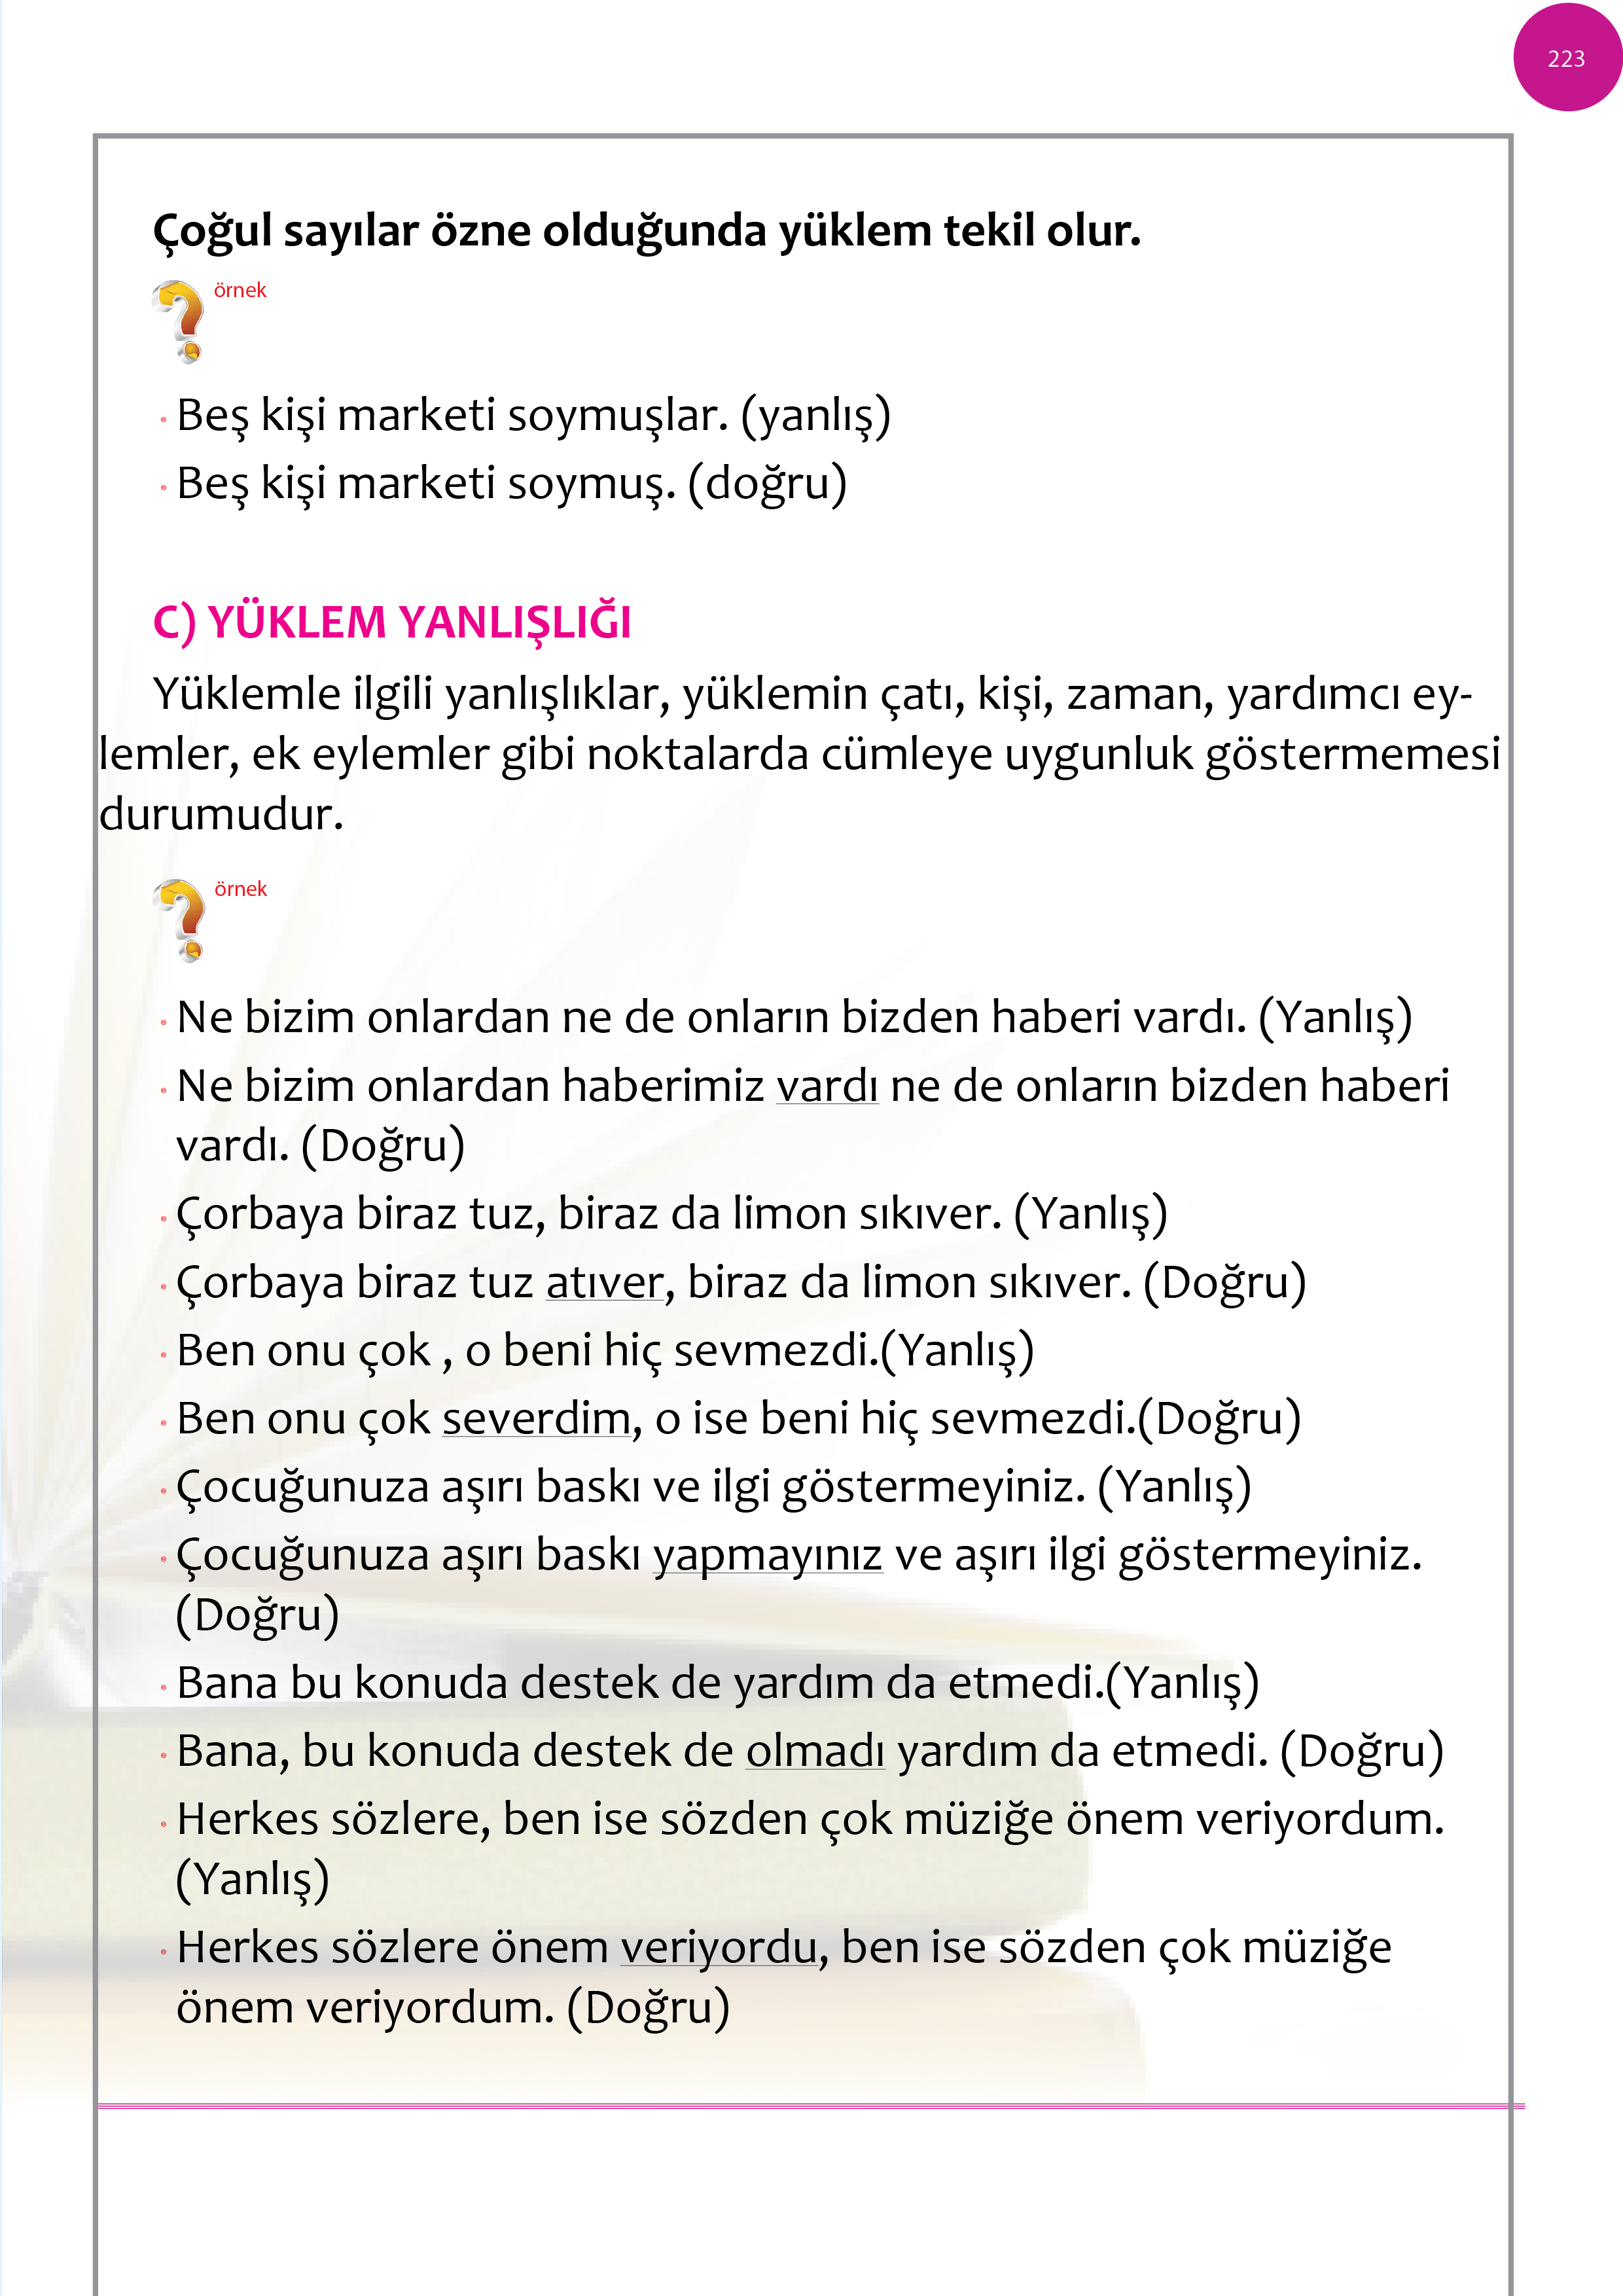 223
Çoğul sayılar özne olduğunda yüklem tekil olur.
örnek
Beş kişi marketi soymuşlar. (yanlış)
Beş kişi marketi soymuş. (doğru)
C) YÜKLEM YANLIŞLIĞI
Yüklemle ilgili yanlışlıklar, yüklemin çatı, kişi, zaman, yardımcı ey-
lemler, ek eylemler gibi noktalarda cümleye uygunluk göstermemesi
durumudur.
örnek
Ne bizim onlardan ne de onların bizden haberi vardı. (Yanlış)
Ne bizim onlardan haberimiz vardı ne de onların bizden haberi
vardı. (Doğru)
Çorbaya biraz tuz, biraz da limon sıkıver. (Yanlış)
Çorbaya biraz tuz atıver, biraz da limon sıkıver. (Doğru)
Ben onu çok , o beni hiç sevmezdi.(Yanlış)
Ben onu çok severdim, o ise beni hiç sevmezdi.(Doğru)
Çocuğunuza aşırı baskı ve ilgi göstermeyiniz. (Yanlış)
Çocuğunuza aşırı baskı yapmayınız ve aşırı ilgi göstermeyiniz.
(Doğru)
Bana bu konuda destek de yardım da etmedi.(Yanlış)
Bana, bu konuda destek de olmadı yardım da etmedi. (Doğru)
Herkes sözlere, ben ise sözden çok müziğe önem veriyordum.
(Yanlış)
Herkes sözlere önem veriyordu, ben ise sözden çok müziğe
önem veriyordum. (Doğru)